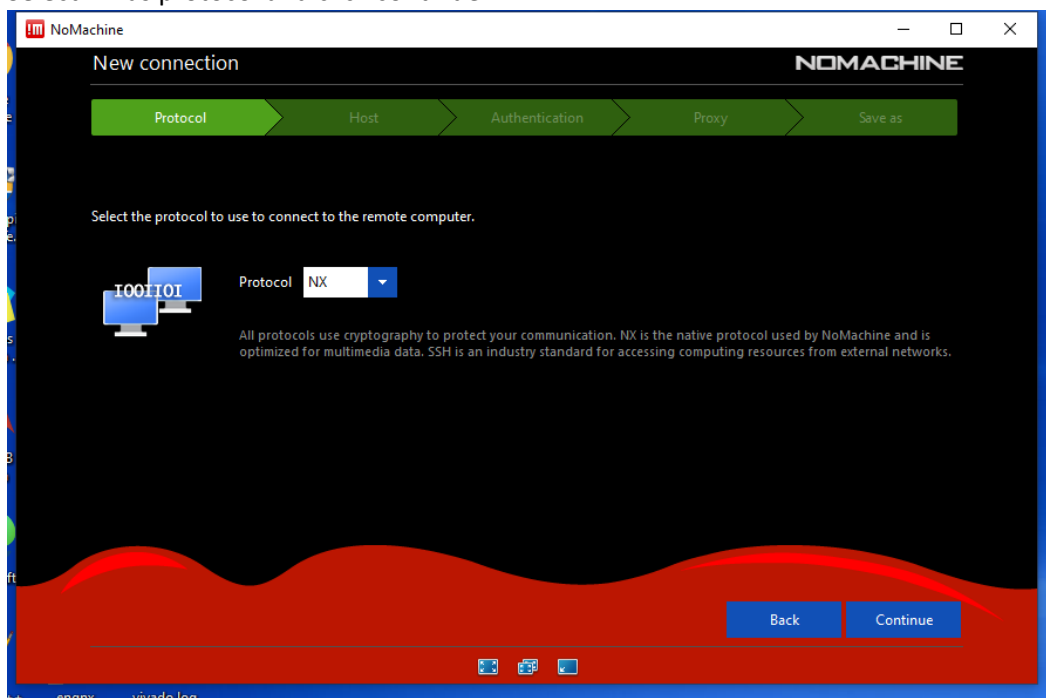 NoMachine
New connection
NOMACHINE
Protocol
Host
Authentication
Proxy
Save as
Select the protocol to use to connect to the remote computer.
IOOIIOI
Protocol NX
All protocols use cryptography to protect your communication. NX is the native protocol used by NoMachine and is
optimized for multimedia data. SSH is an industry standard for accessing computing resources from external networks.
Back
Continue